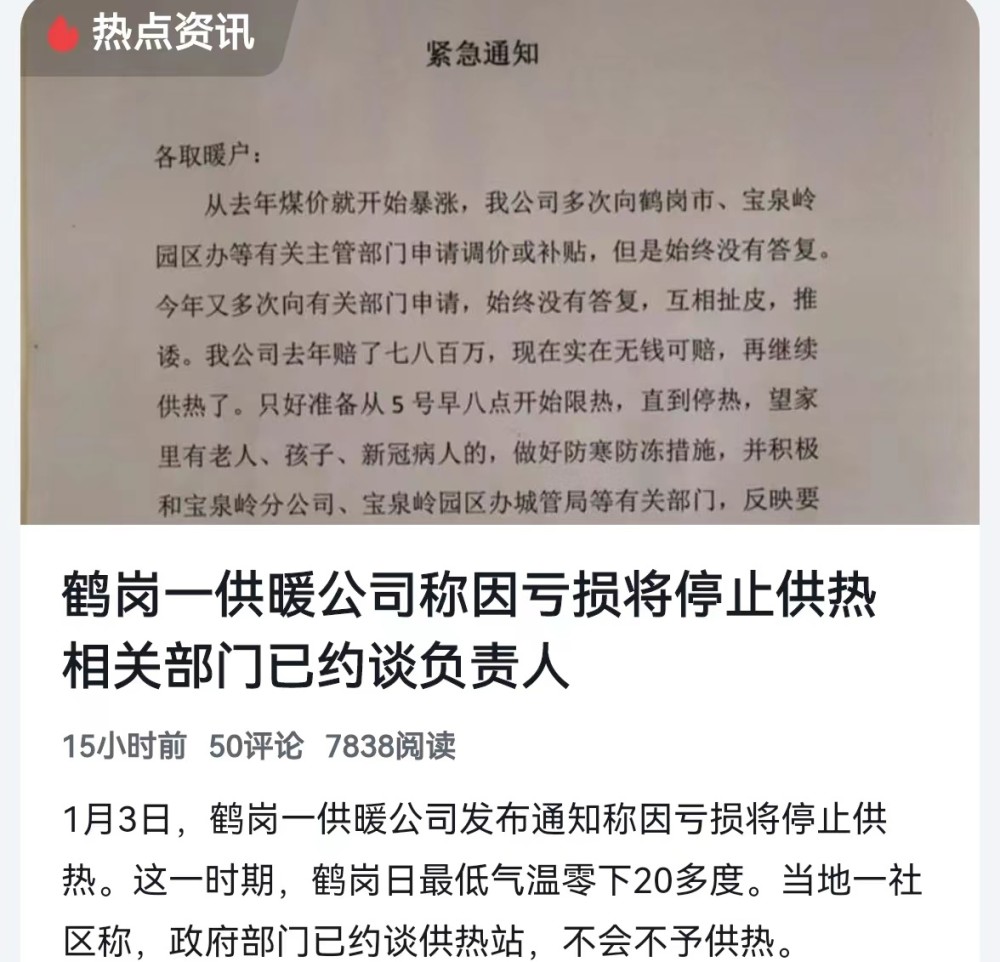 热点资讯
紧急通知
各取暖户：
从去年煤价就开始暴涨，我公司多次向鹤岗市、宝泉岭
园区办等有关主管部门申请调价或补贴，但是始终没有答复。
今年又多次向有关部门申请，始终没有答复，互相扯皮，推
诿。我公司去年赔了七八百万，现在实在无钱可赔，再继续
供热了。只好准备从5号早八点开始限热，直到停热，望家
里有老人、孩子、新冠病人的，做好防寒防冻措施，并积极
和宝泉岭分公司、宝泉岭园区办城管局等有关部门，反映要
鹤岗一供暖公司称因亏损将停止供热
相关部门已约谈负责人
15小时前 50评论 7838阅读
1月3日，鹤岗一供暖公司发布通知称因亏损将停止供
热。这一时期，鹤岗日最低气温零下20多度。当地一社
区称，政府部门已约谈供热站，不会不予供热。